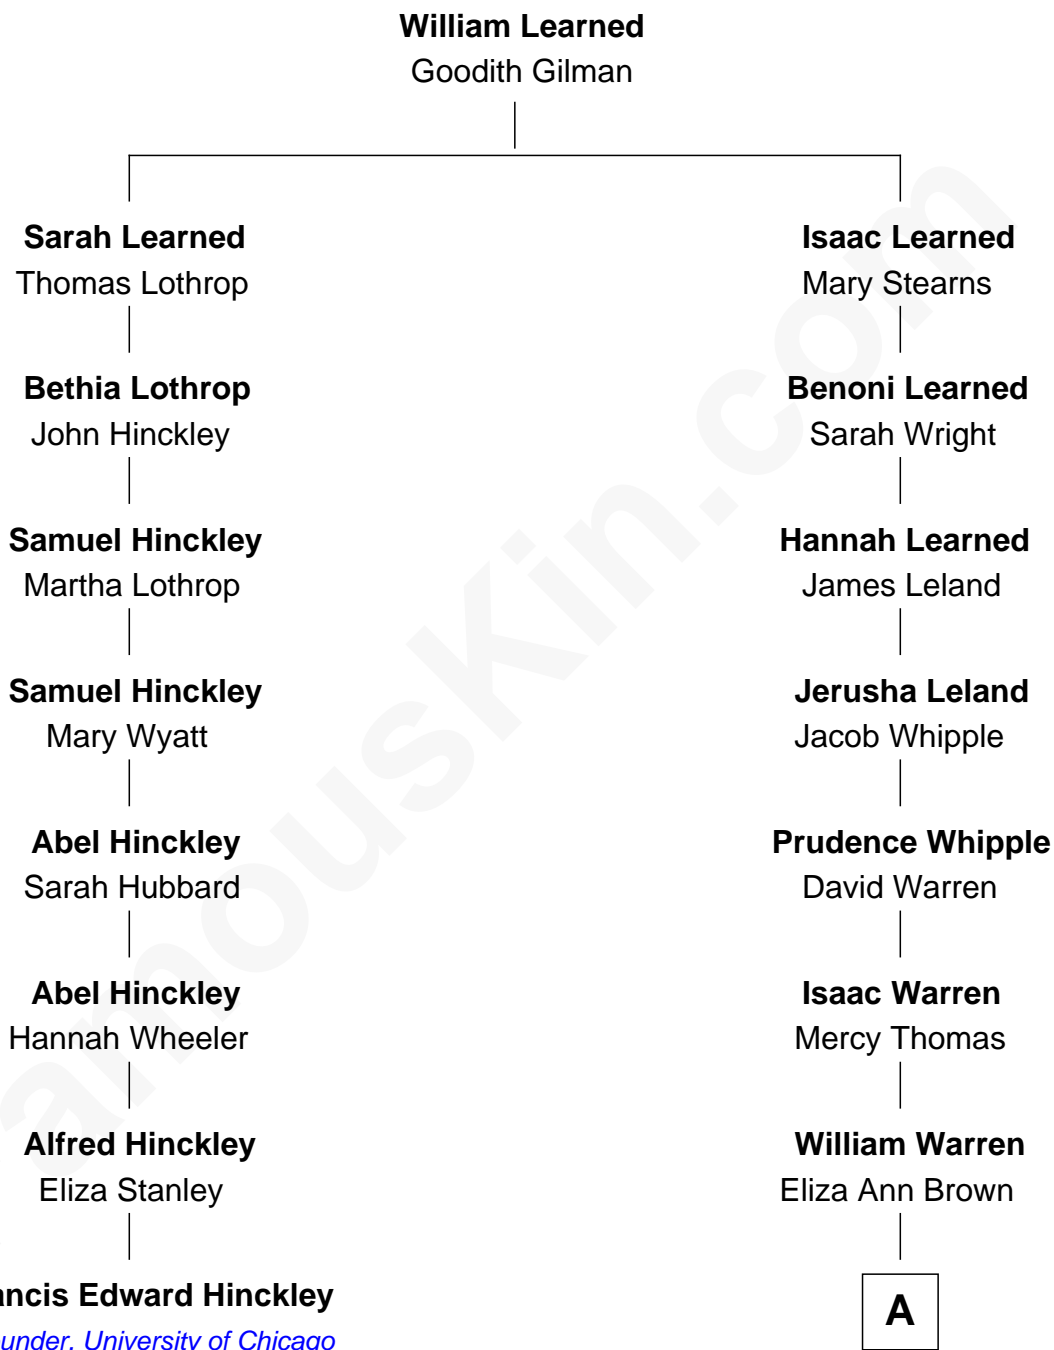 William Learned
Goodith Gilman
Sarah Learned
Thomas Lothrop
Isaac Learned
Mary Stearns
Bethia Lothrop
John Hinckley
Benoni Learned
Sarah Wright
Samuel Hinckley
Martha Lothrop
Hannah Learned
James Leland
Samuel Hinckley
Mary Wyatt
Jerusha Leland
Jacob Whipple
Abel Hinckley
Sarah Hubbard
Prudence Whipple
David Warren
Abel Hinckley
Hannah Wheeler
Isaac Warren
Mercy Thomas
Alfred Hinckley
Eliza Stanley
William Warren
Eliza Ann Brown
ancis Edward Hinckley
under, University of Chicago
A
amousKin.com